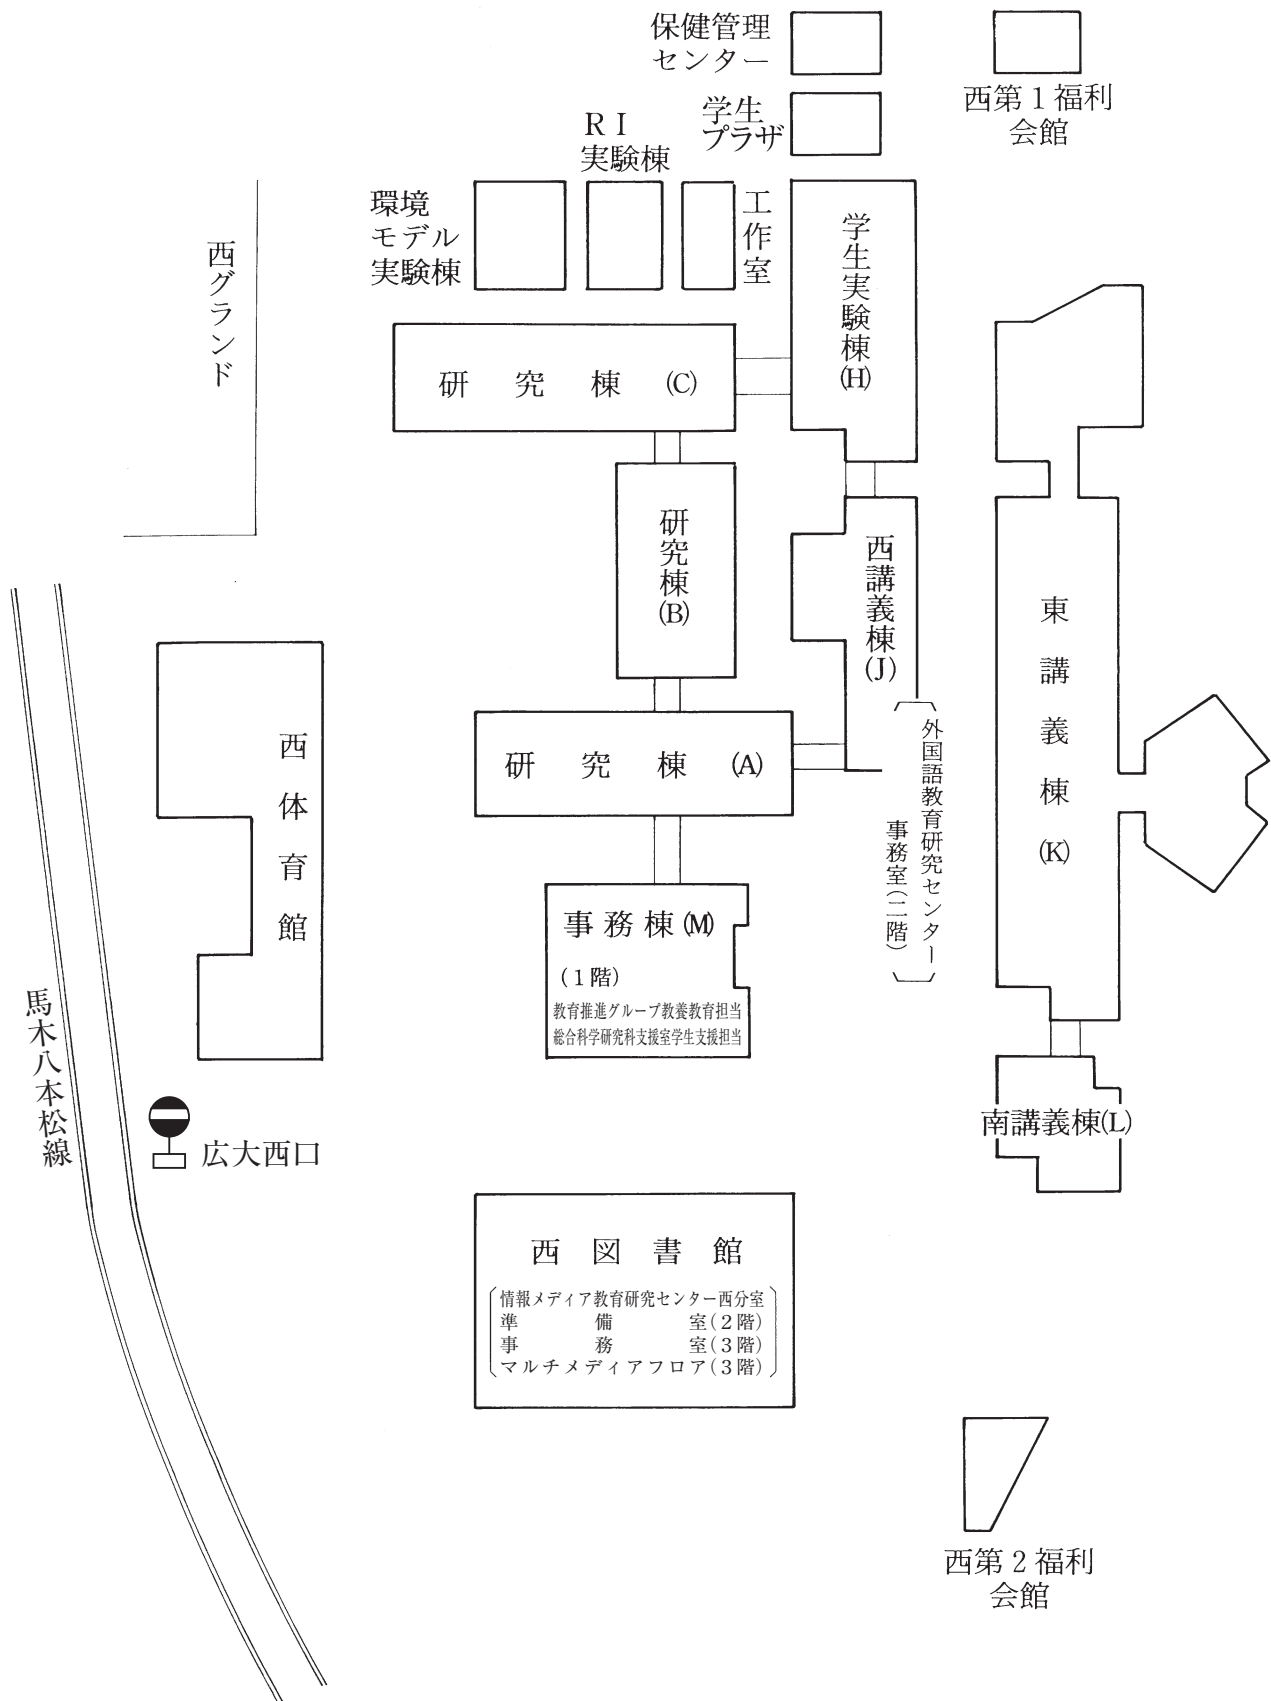 保健管理
センター
西第1福利
会館
学生
プラザ
RI
実験棟
環境
モデル
実験棟
工作室
学生実験棟(H)
西グランド
研究棟(C)
研究棟(B)
西講義棟(J)
外国語教育研究センター
事務室(二階)
東講義棟(K)
研究棟(A)
西体育館
事務棟(M)
(1階)
教育推進グループ教養教育担当
総合科学研究科支援室学生支援担当
馬木八本松線
広大西口
南講義棟(L)
西図書館
情報メディア教育研究センター西分室
準備室(2階)
事務室(3階)
マルチメディアフロア(3階)
西第2福利
会館